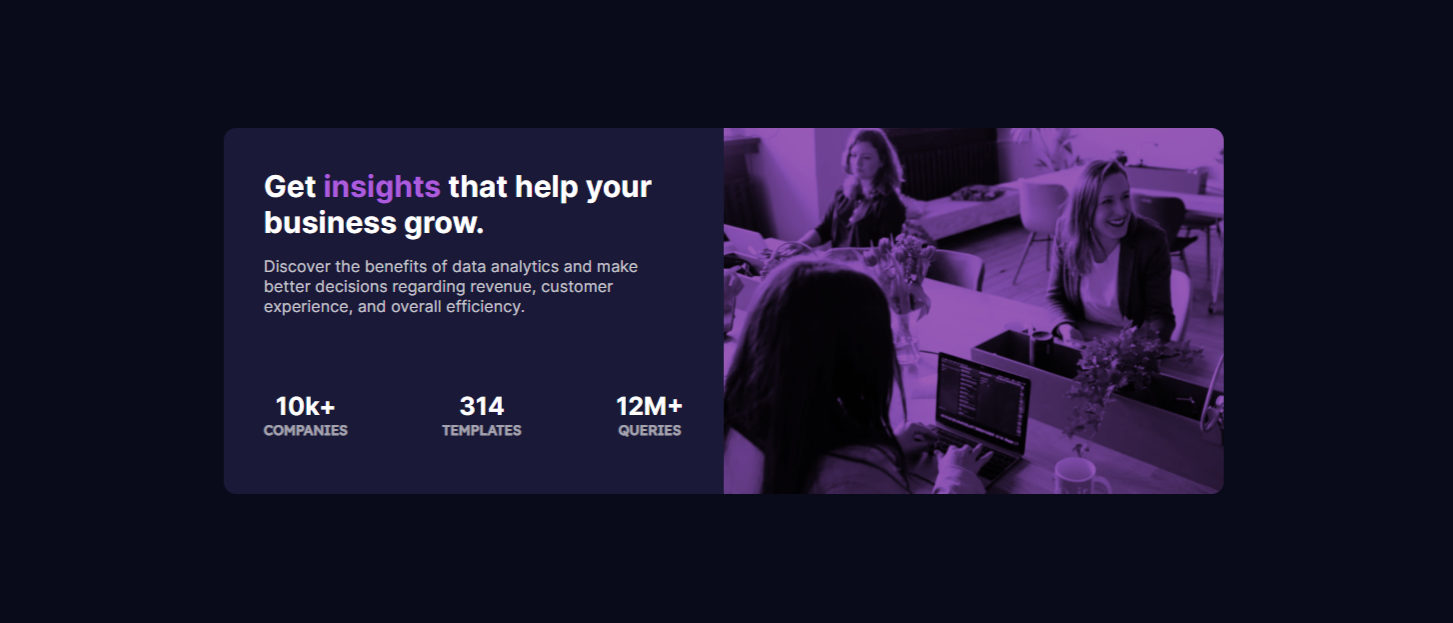 Get insights that help your
business grow.
Discover the benefits of data analytics and make
better decisions regarding revenue, customer
experience, and overall efficiency.
10k+ 314 12M+
COMPANIES TEMPLATES QUERIES